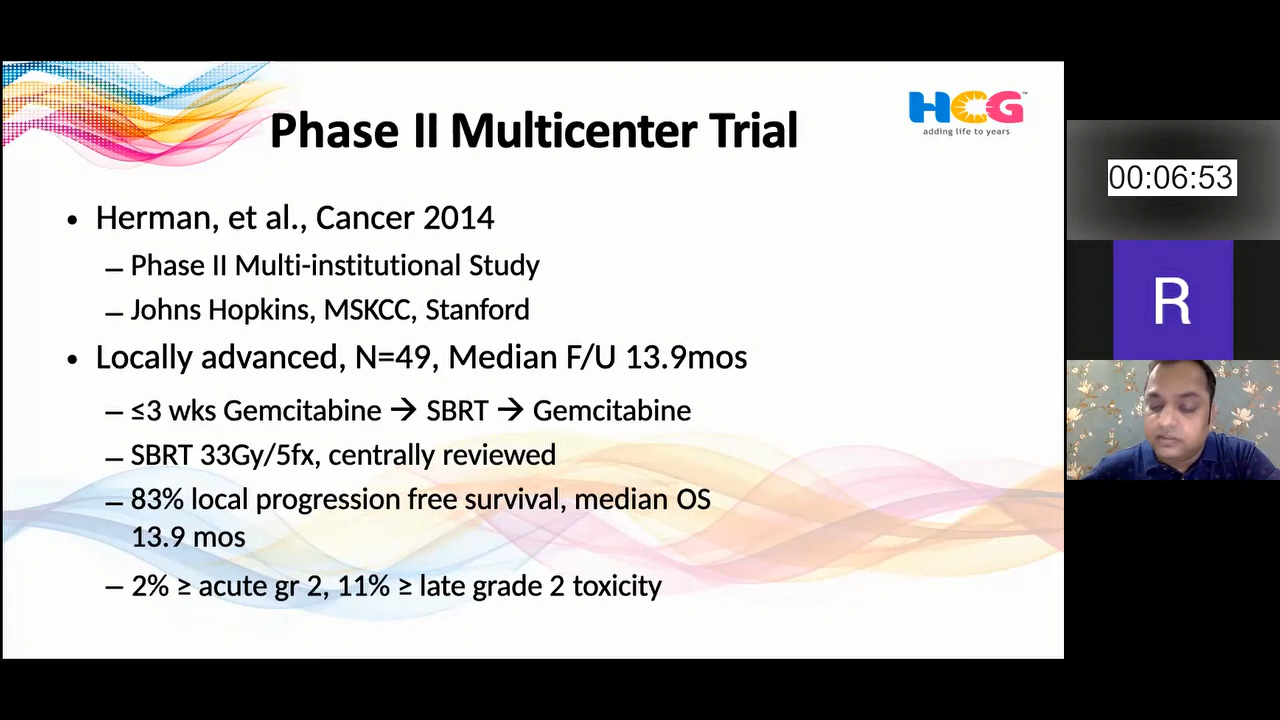 Phase II Multicenter Trial
HCG
adding life to years
• Herman, et al., Cancer 2014
– Phase II Multi-institutional Study
– Johns Hopkins, MSKCC, Stanford
• Locally advanced, N=49, Median F/U 13.9mos
– ≤3 wks Gemcitabine → SBRT → Gemcitabine
– SBRT 33Gy/5fx, centrally reviewed
– 83% local progression free survival, median OS
13.9 mos
– 2% ≥ acute gr 2, 11% ≥ late grade 2 toxicity
00:06:53
R